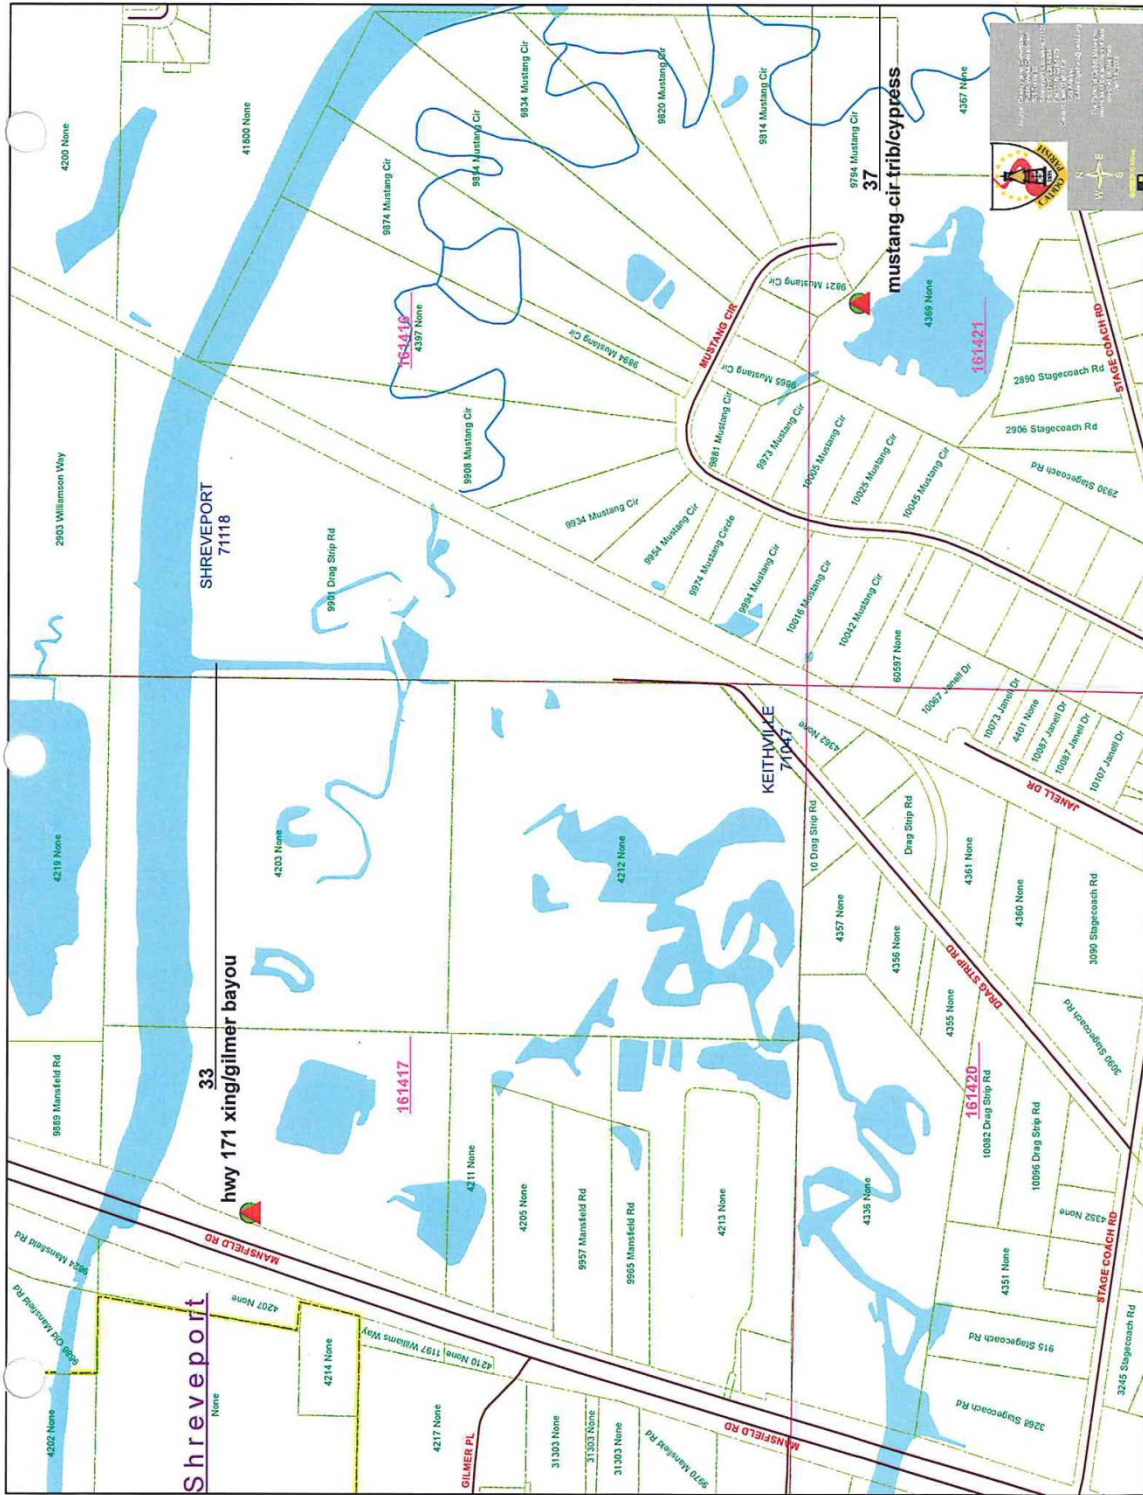 4200 None
41800 None
2903 Williamson Way
4219 None
9889 Mansfield Rd
9824 Mansfield Rd
4202 None
SHREVEPORT
71118
33
hwy 171 xing/gilmer bayou
MANSFIELD RD
4207 None
Shreveport
None
4214 None
1197 Williams Way
4210 None
4217 None
GILMER PL
31303 None
31303 None
31303 None
9970 Mansfield Rd
MANSFIELD RD
161417
4211 None
4205 None
9957 Mansfield Rd
9965 Mansfield Rd
4213 None
4203 None
4212 None
9901 Drag Strip Rd
KEITHVILLE
71047
161416
4397 None
9908 Mustang Cir
9934 Mustang Cir
9954 Mustang Cir
9974 Mustang Circle
9994 Mustang Cir
10016 Mustang Cir
10042 Mustang Cir
60597 None
9894 Mustang Cir
9874 Mustang Cir
9854 Mustang Cir
9834 Mustang Cir
9820 Mustang Cir
9814 Mustang Cir
9794 Mustang Cir
4367 None
37
mustang cir trib/cypress
MUSTANG CIR
9821 Mustang Cir
9865 Mustang Cir
9881 Mustang Cir
9973 Mustang Cir
10005 Mustang Cir
10025 Mustang Cir
10045 Mustang Cir
4369 None
161421
2890 Stagecoach Rd
2906 Stagecoach Rd
2930 Stagecoach Rd
STAGE COACH RD
10067 Janell Dr
10073 Janell Dr
4401 None
10087 Janell Dr
10087 Janell Dr
10107 Janell Dr
JANELL DR
4362 None
10 Drag Strip Rd
Drag Strip Rd
4361 None
4357 None
4356 None
4360 None
4355 None
3090 Stagecoach Rd
3090 Stagecoach Rd
DRAG STRIP RD
161420
10082 Drag Strip Rd
10096 Drag Strip Rd
4352 None
4351 None
4336 None
915 Stagecoach Rd
3268 Stagecoach Rd
3245 Stagecoach Rd
STAGE COACH RD
CADDO
PARISH
N
W
E
S